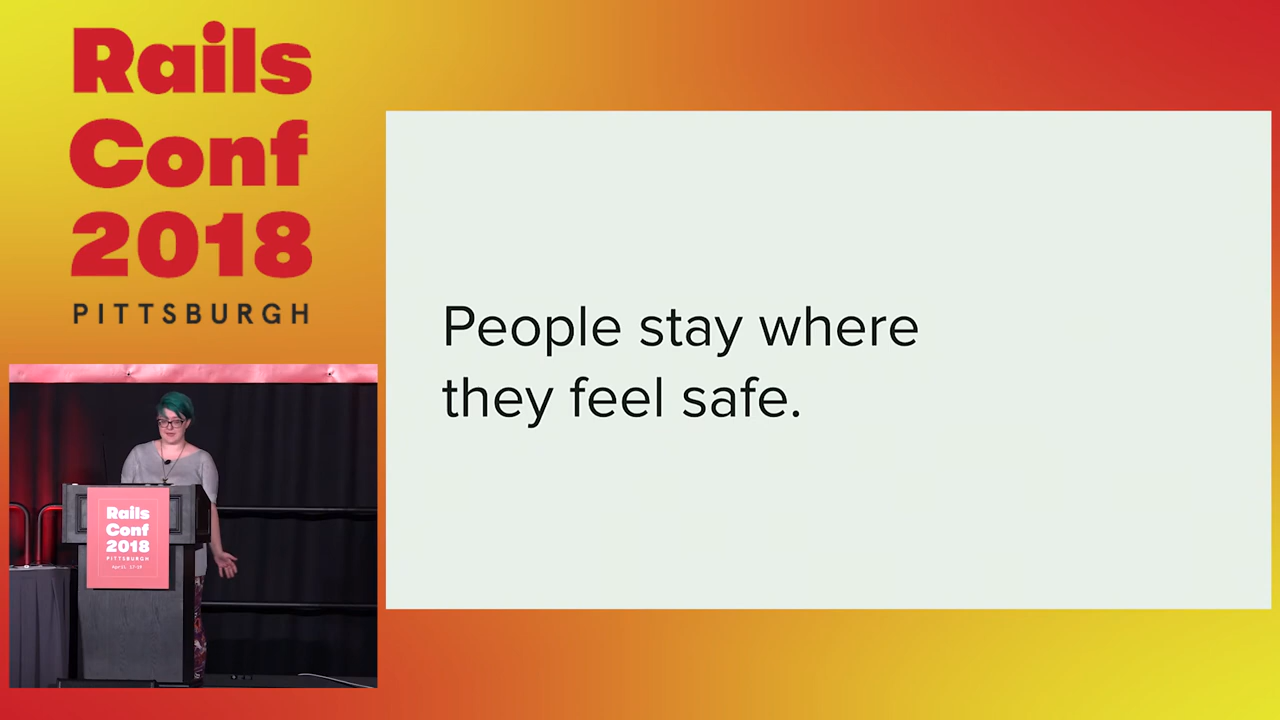 Rails
Conf
2018
PITTSBURGH
People stay where
they feel safe.
Rails
Conf
2018
PITTSBURGH